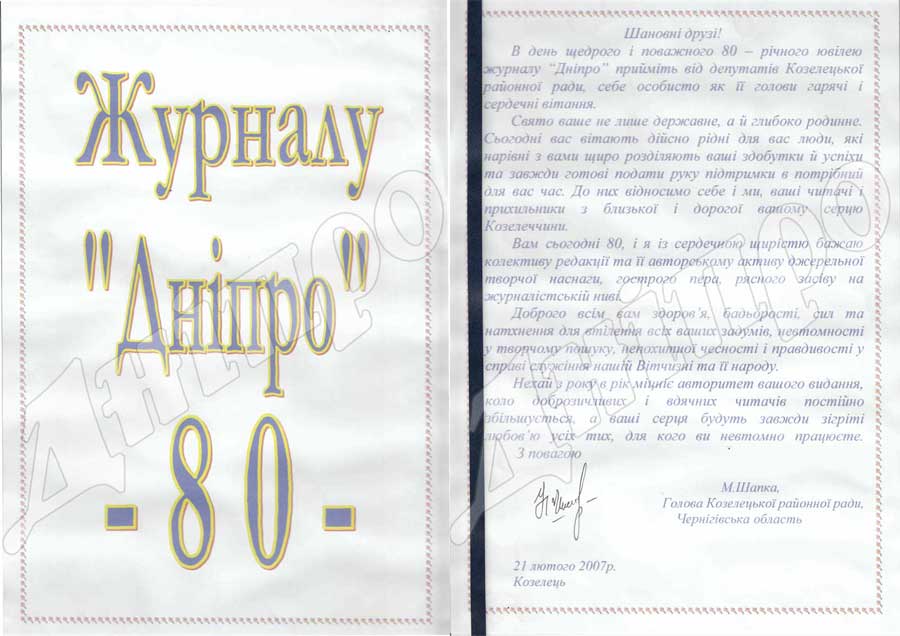 Журналу
"Дніпро"
- 80 -
Шановні друзі!
В день щедрого і поважного 80 – річного ювілею
журналу “Дніпро” прийміть від депутатів Козелецької
районної ради, себе особисто як її голови гарячі і
сердечні вітання.
Свято ваше не лише державне, а й глибоко родинне.
Сьогодні вас вітають дійсно рідні для вас люди, які
нарівні з вами щиро розділяють ваші здобутки й успіхи
та завжди готові подати руку підтримки в потрібний
для вас час. До них відносимо себе і ми, ваші читачі і
прихильники з близької і дорогої вашому серцю
Козелеччини.
Вам сьогодні 80, і я із сердечною щирістю бажаю
колективу редакції та її авторському активу джерельної
творчої наснаги, гострого пера, рясного засіву на
журналістській ниві.
Доброго всім вам здоров'я, бадьорості, сил та
натхнення для втілення всіх ваших задумів, невтомності
у творчому пошуку, непохитної чесності і правдивості у
справі служіння нашій Вітчизні та її народу.
Нехай з року в рік міцніє авторитет вашого видання,
коло доброзичливих і вдячних читачів постійно
збільшується, а ваші серця будуть завжди зігріті
любов’ю усіх тих, для кого ви невтомно працюєте.
З повагою
М.Шапка,
Голова Козелецької районної ради,
Чернігівська область
21 лютого 2007р.
Козелець
Дніпро
Дніпро